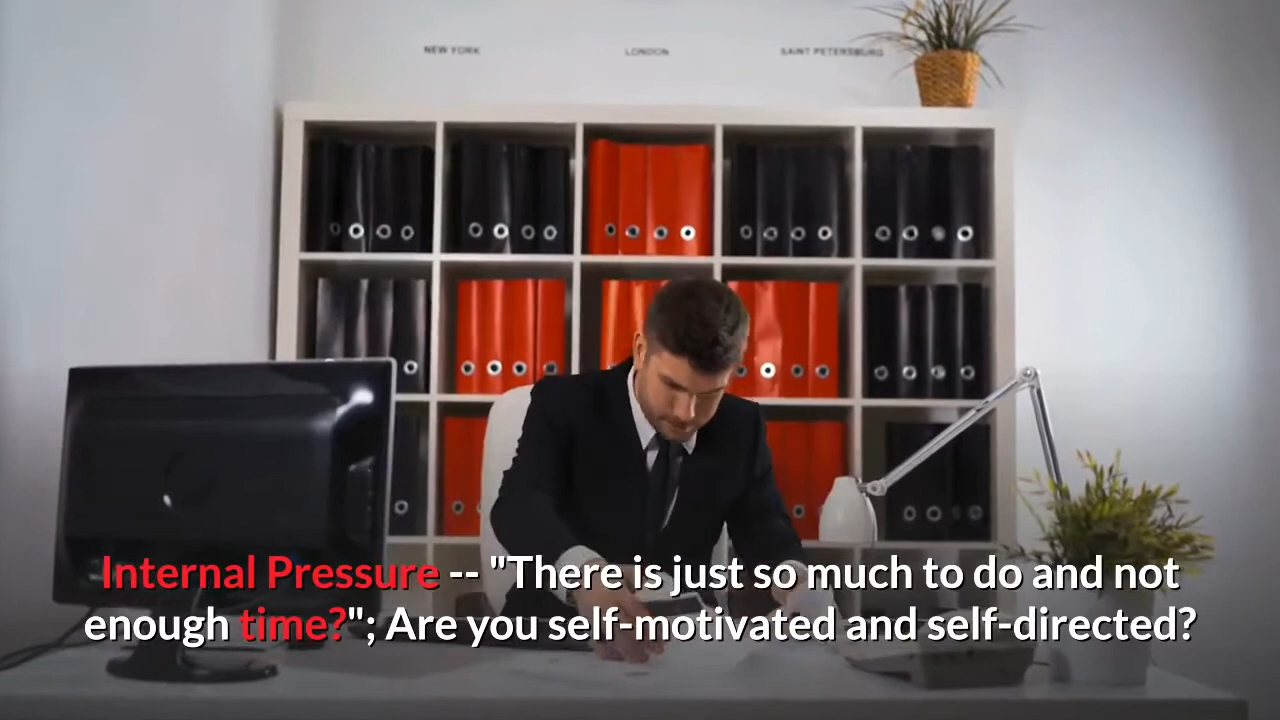 NEW YORK
LONDON
SAINT PETERSBURG
Internal Pressure -- "There is just so much to do and not
enough time?"; Are you self-motivated and self-directed?